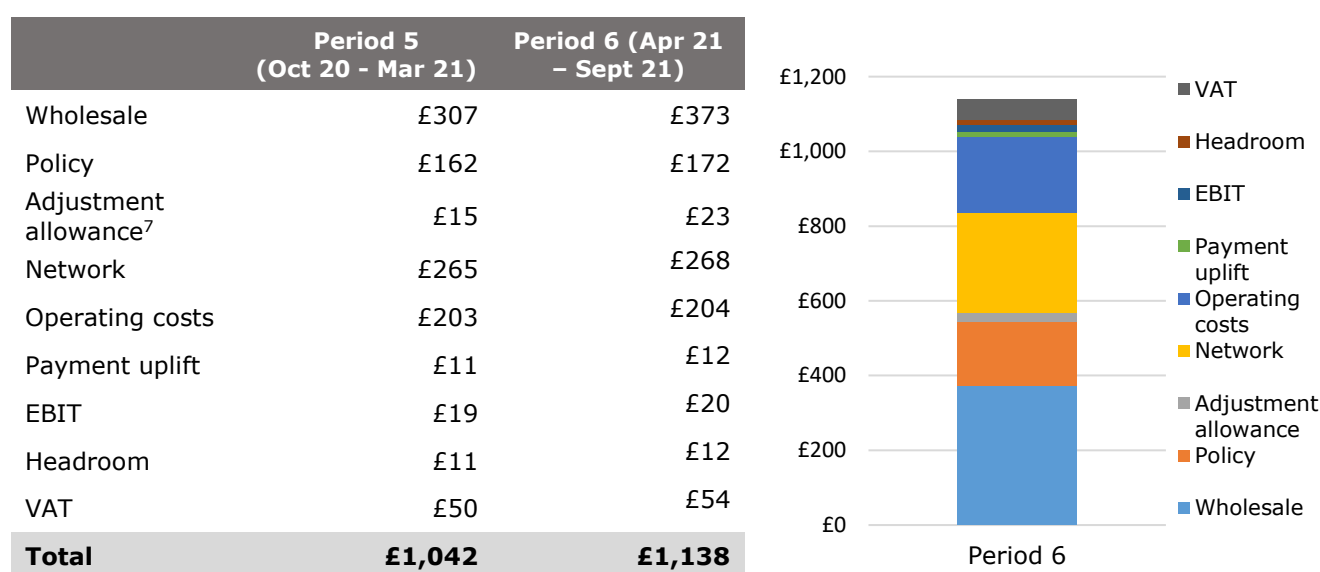 Period 5 Period 6 (Apr 21
(Oct 20 - Mar 21) – Sept 21)
Wholesale £307 £373
Policy £162 £172
Adjustment
allowance7 £15 £23
Network £265 £268
Operating costs £203 £204
Payment uplift £11 £12
EBIT £19 £20
Headroom £11 £12
VAT £50 £54
Total £1,042 £1,138
£1,200
£1,000
£800
£600
£400
£200
£0
Period 6
VAT
Headroom
EBIT
Payment
uplift
Operating
costs
Network
Adjustment
allowance
Policy
Wholesale